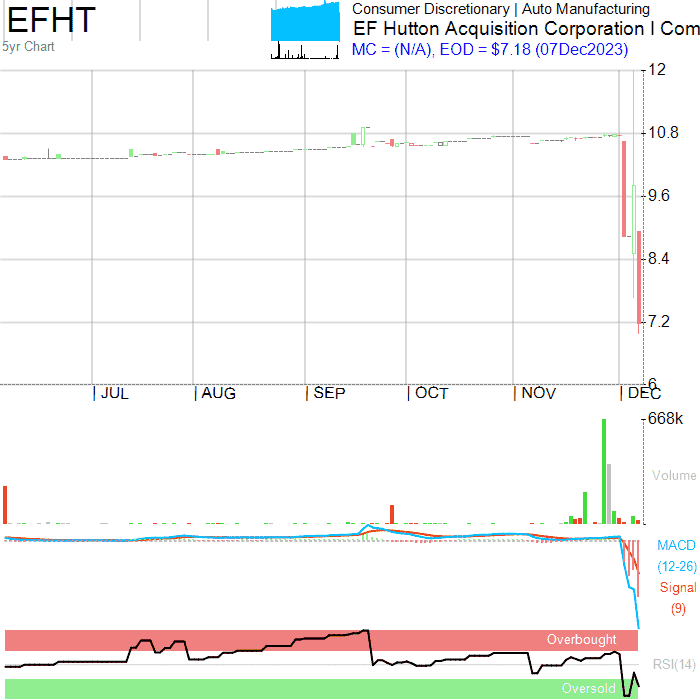 EFHT
Consumer Discretionary | Auto Manufacturing
EF Hutton Acquisition Corporation I Com
5yr Chart
MC = (N/A), EOD = $7.18 (07Dec2023)
12
10.8
9.6
8.4
7.2
6
JUL AUG SEP OCT NOV DEC
668k
Volume
MACD
(12-26)
Signal
(9)
Overbought
RSI(14)
Oversold